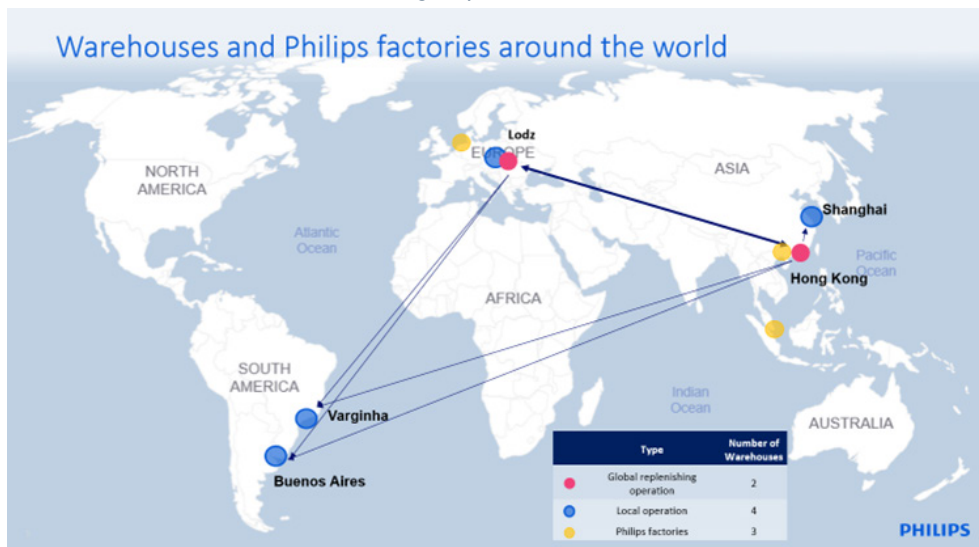 Warehouses and Philips factories around the world
Lodz
EUROPE
NORTH
AMERICA
ASIA
Shanghai
Atlantic
Ocean
Pacific
Ocean
Hong Kong
AFRICA
SOUTH
AMERICA
Indian
Ocean
Varginha
AUSTRALIA
Buenos Aires
Type
Number of
Warehouses
Global replenishing
operation
2
Local operation
4
Philips factories
3
PHILIPS